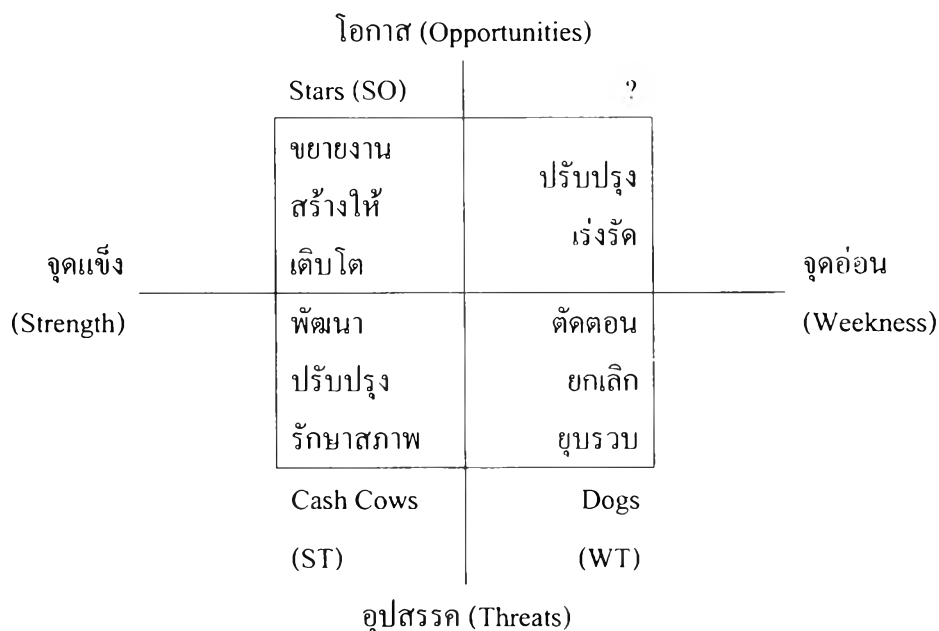 โอกาส (Opportunities)
Stars (SO) ?
ขยายงาน
สร้างให้
เติบโต
ปรับปรุง
เร่งรัด
จุดแข็ง
(Strength)
จุดอ่อน
(Weekness)
พัฒนา
ปรับปรุง
รักษาสภาพ
ตัดตอน
ยกเลิก
ยุบรวบ
Cash Cows
(ST)
Dogs
(WT)
อุปสรรค (Threats)